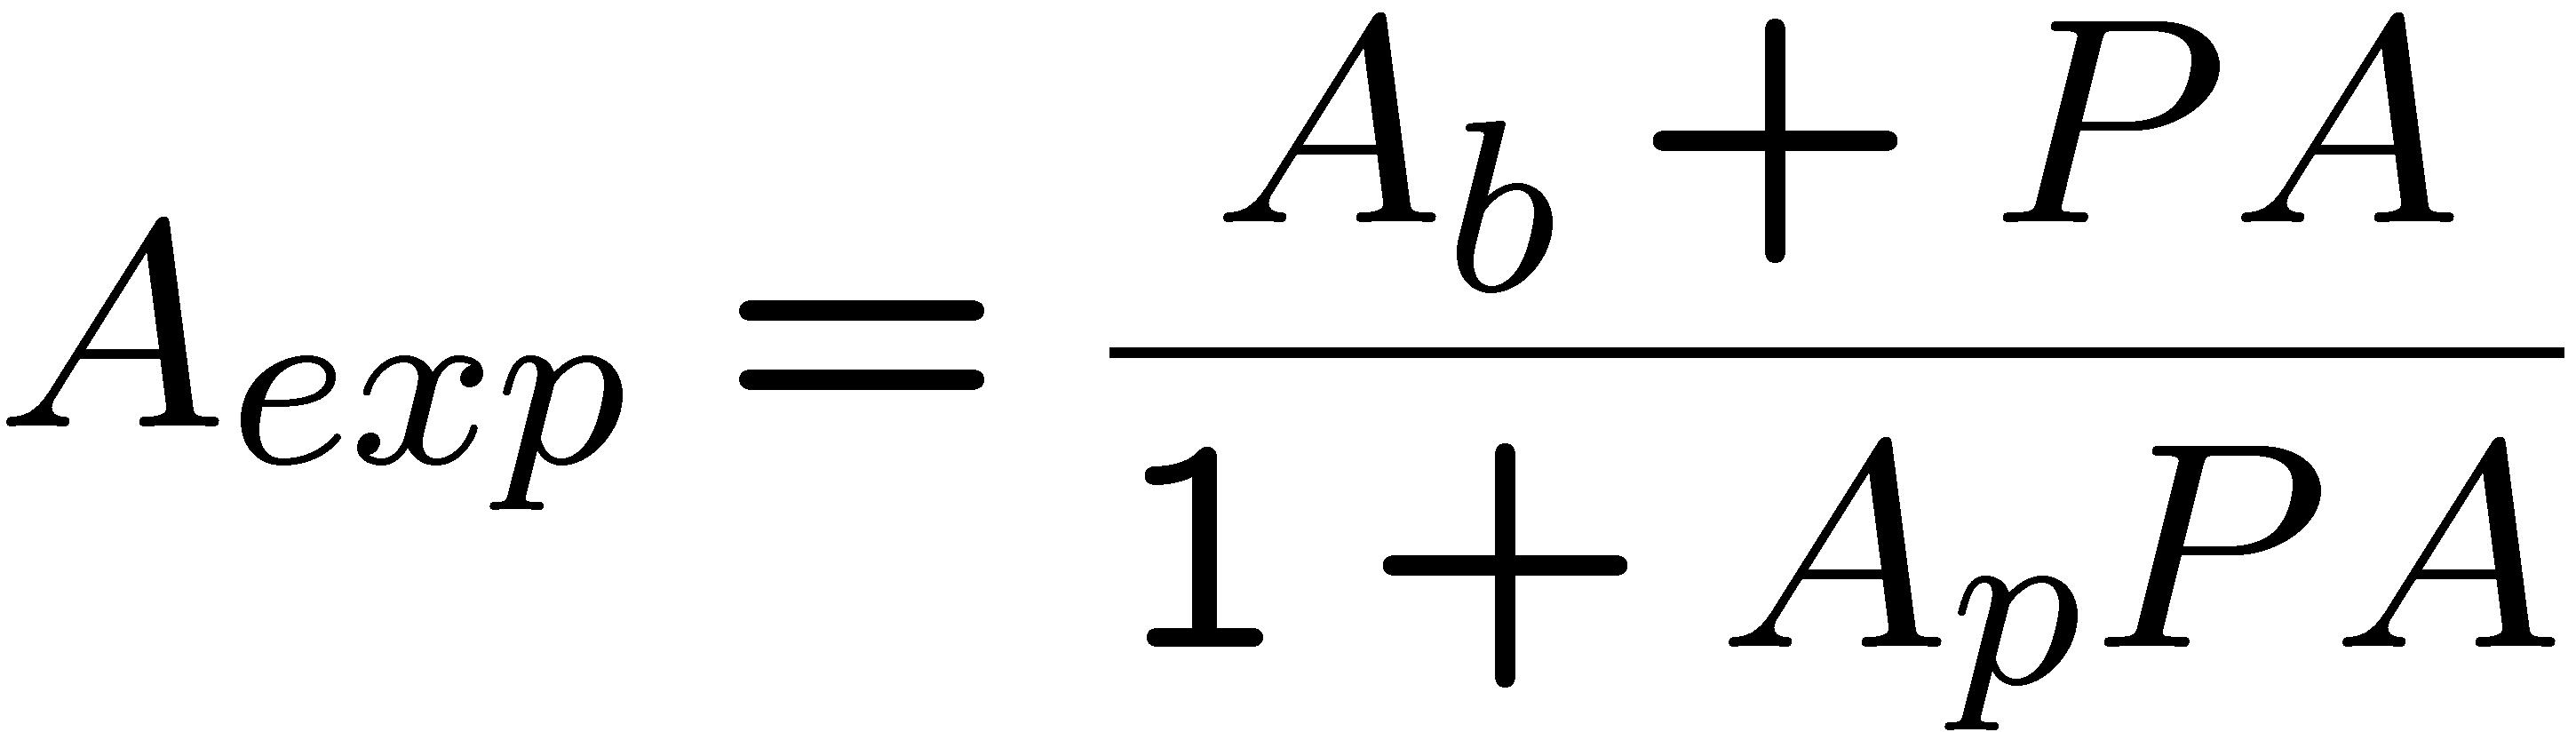 A_{exp} = \frac{A_b + PA}{1 + A_p PA}